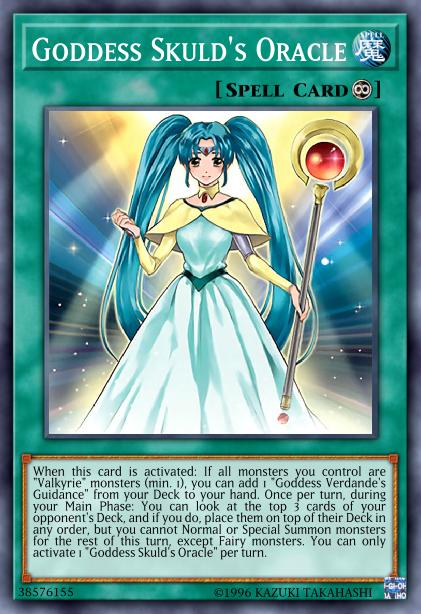 GODDESS SKULD'S ORACLE
SPELL
魔
[SPELL CARD]
When this card is activated: If all monsters you control are
"Valkyrie" monsters (min. 1), you can add 1 "Goddess Verdande's
Guidance" from your Deck to your hand. Once per turn, during
your Main Phase: You can look at the top 3 cards of your
opponent's Deck, and if you do, place them on top of their Deck in
any order, but you cannot Normal or Special Summon monsters
for the rest of this turn, except Fairy monsters. You can only
activate 1 "Goddess Skuld's Oracle" per turn.
38576155
©1996 KAZUKI TAKAHASHI